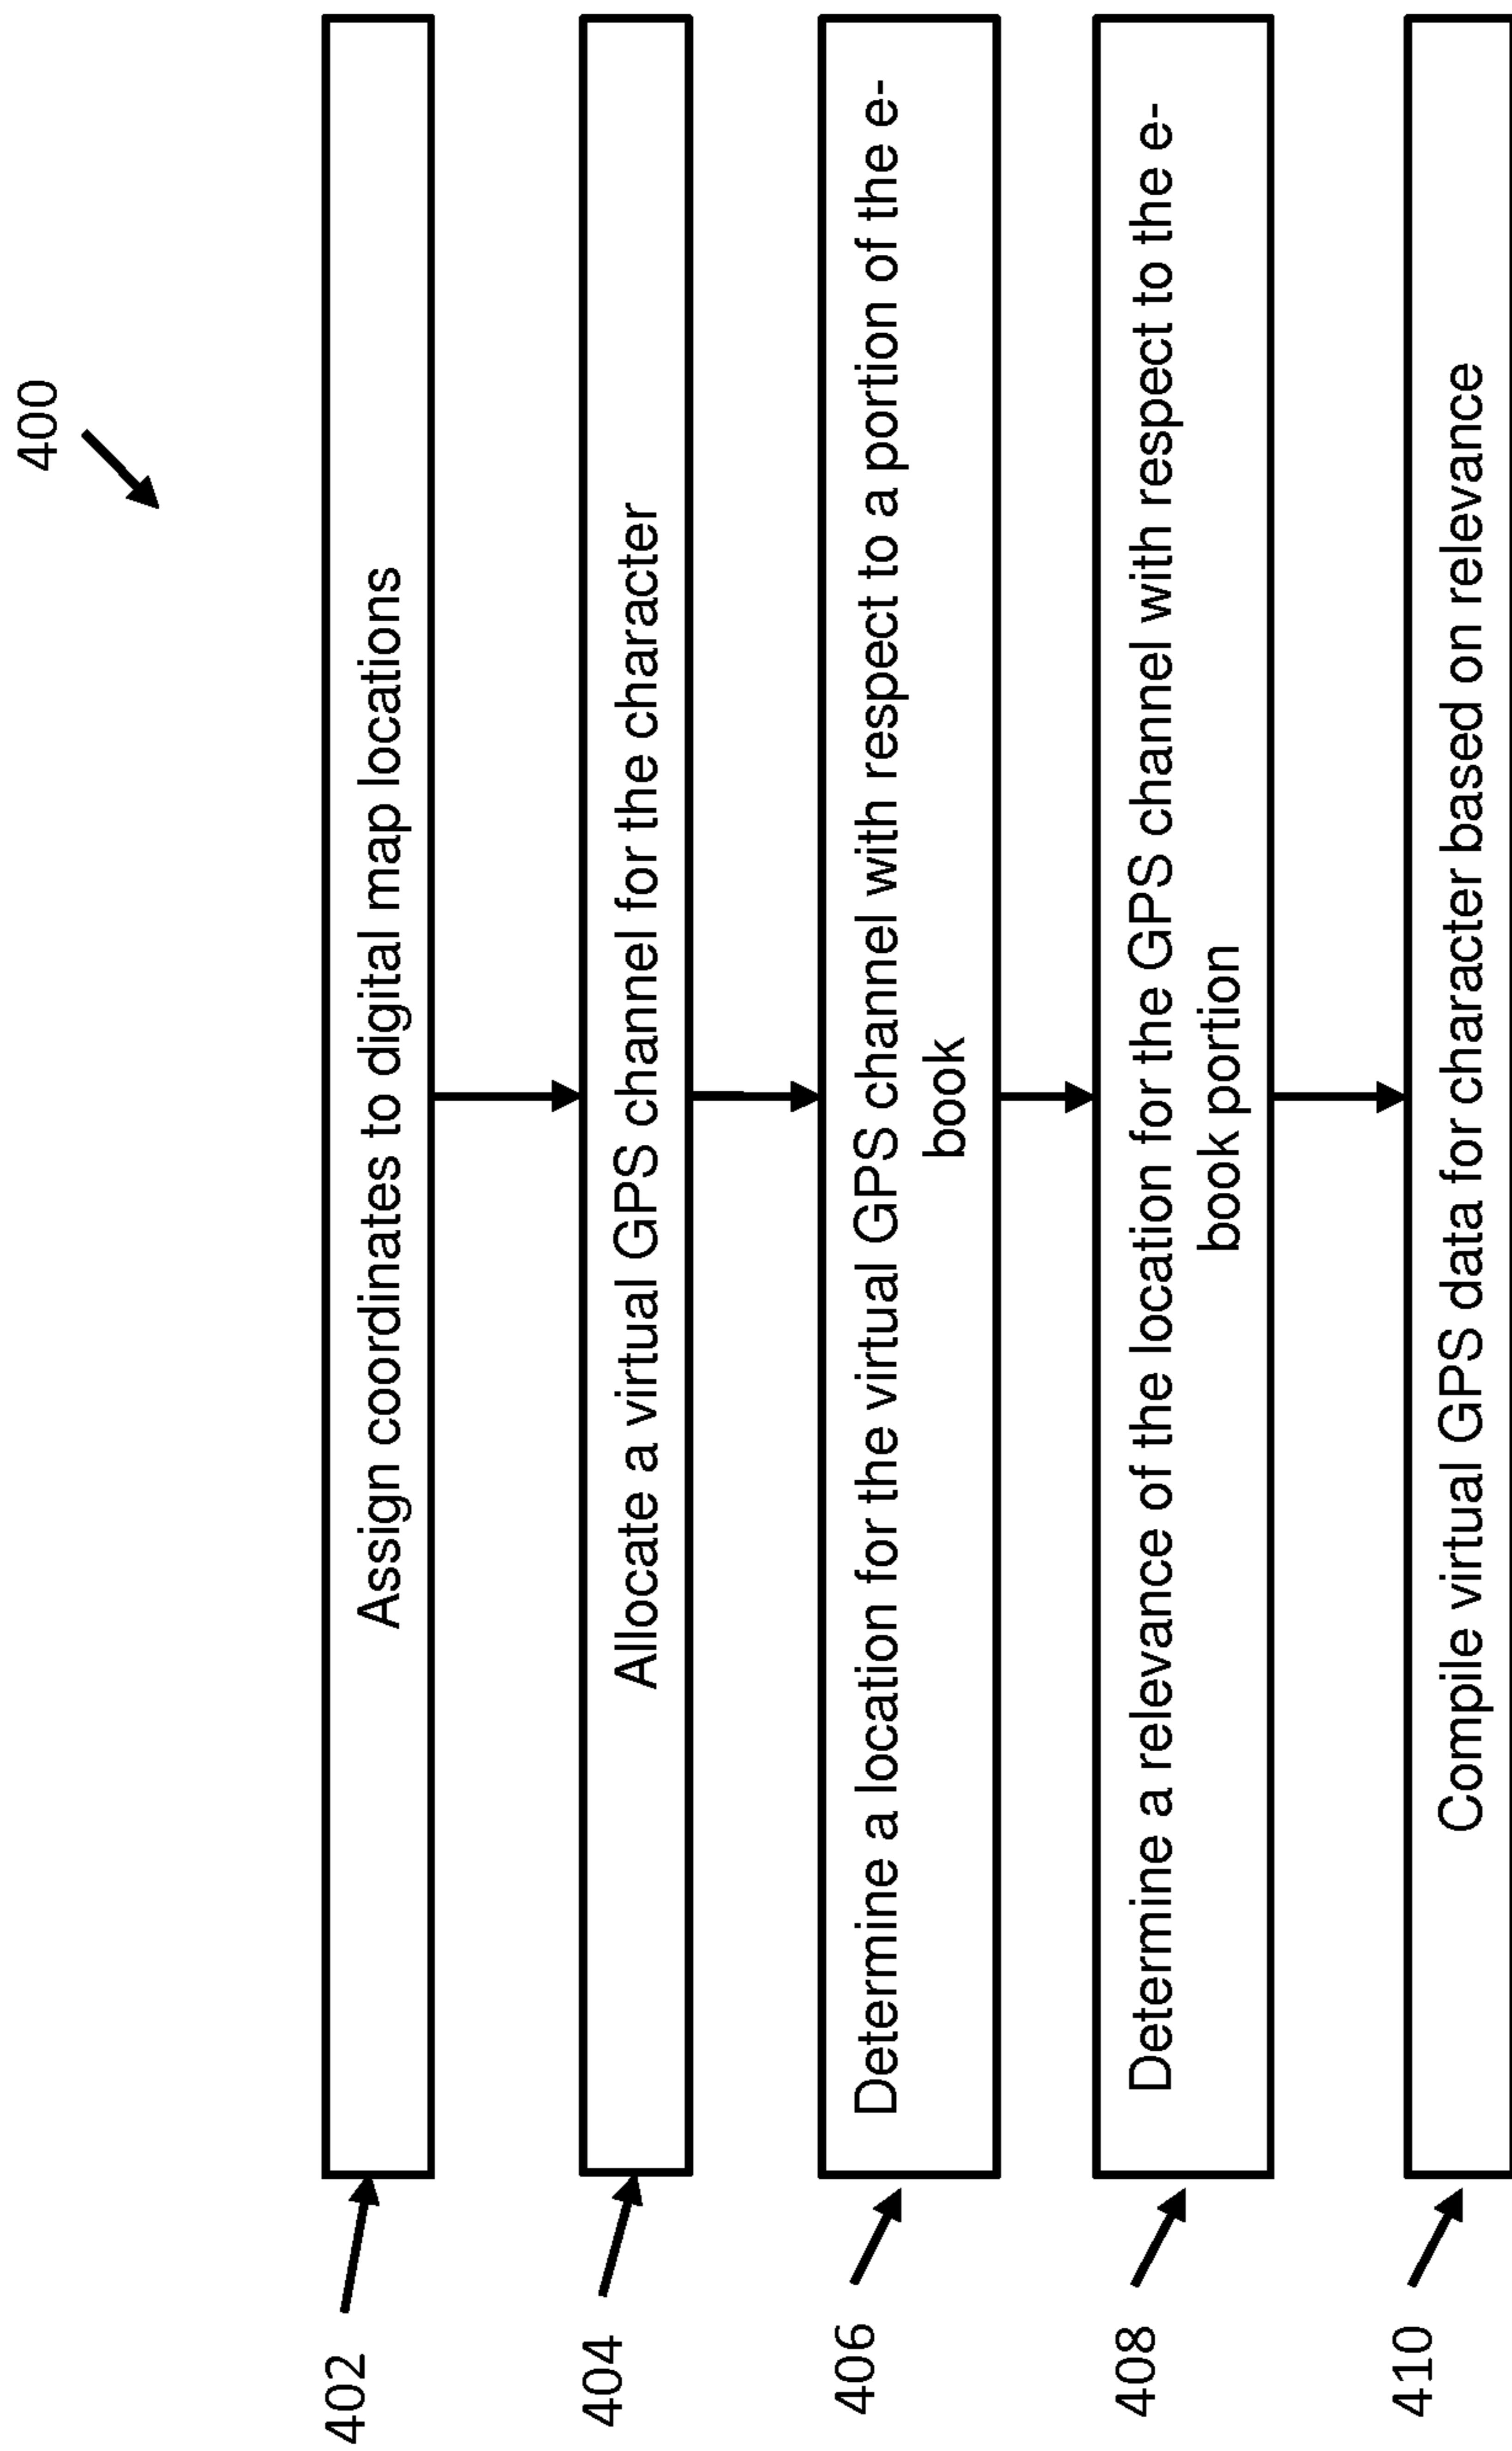 400
402
Assign coordinates to digital map locations
404
Allocate a virtual GPS channel for the character
406
Determine a location for the virtual GPS channel with respect to a portion of the e-
book
408
Determine a relevance of the location for the GPS channel with respect to the e-
book portion
410
Compile virtual GPS data for character based on relevance